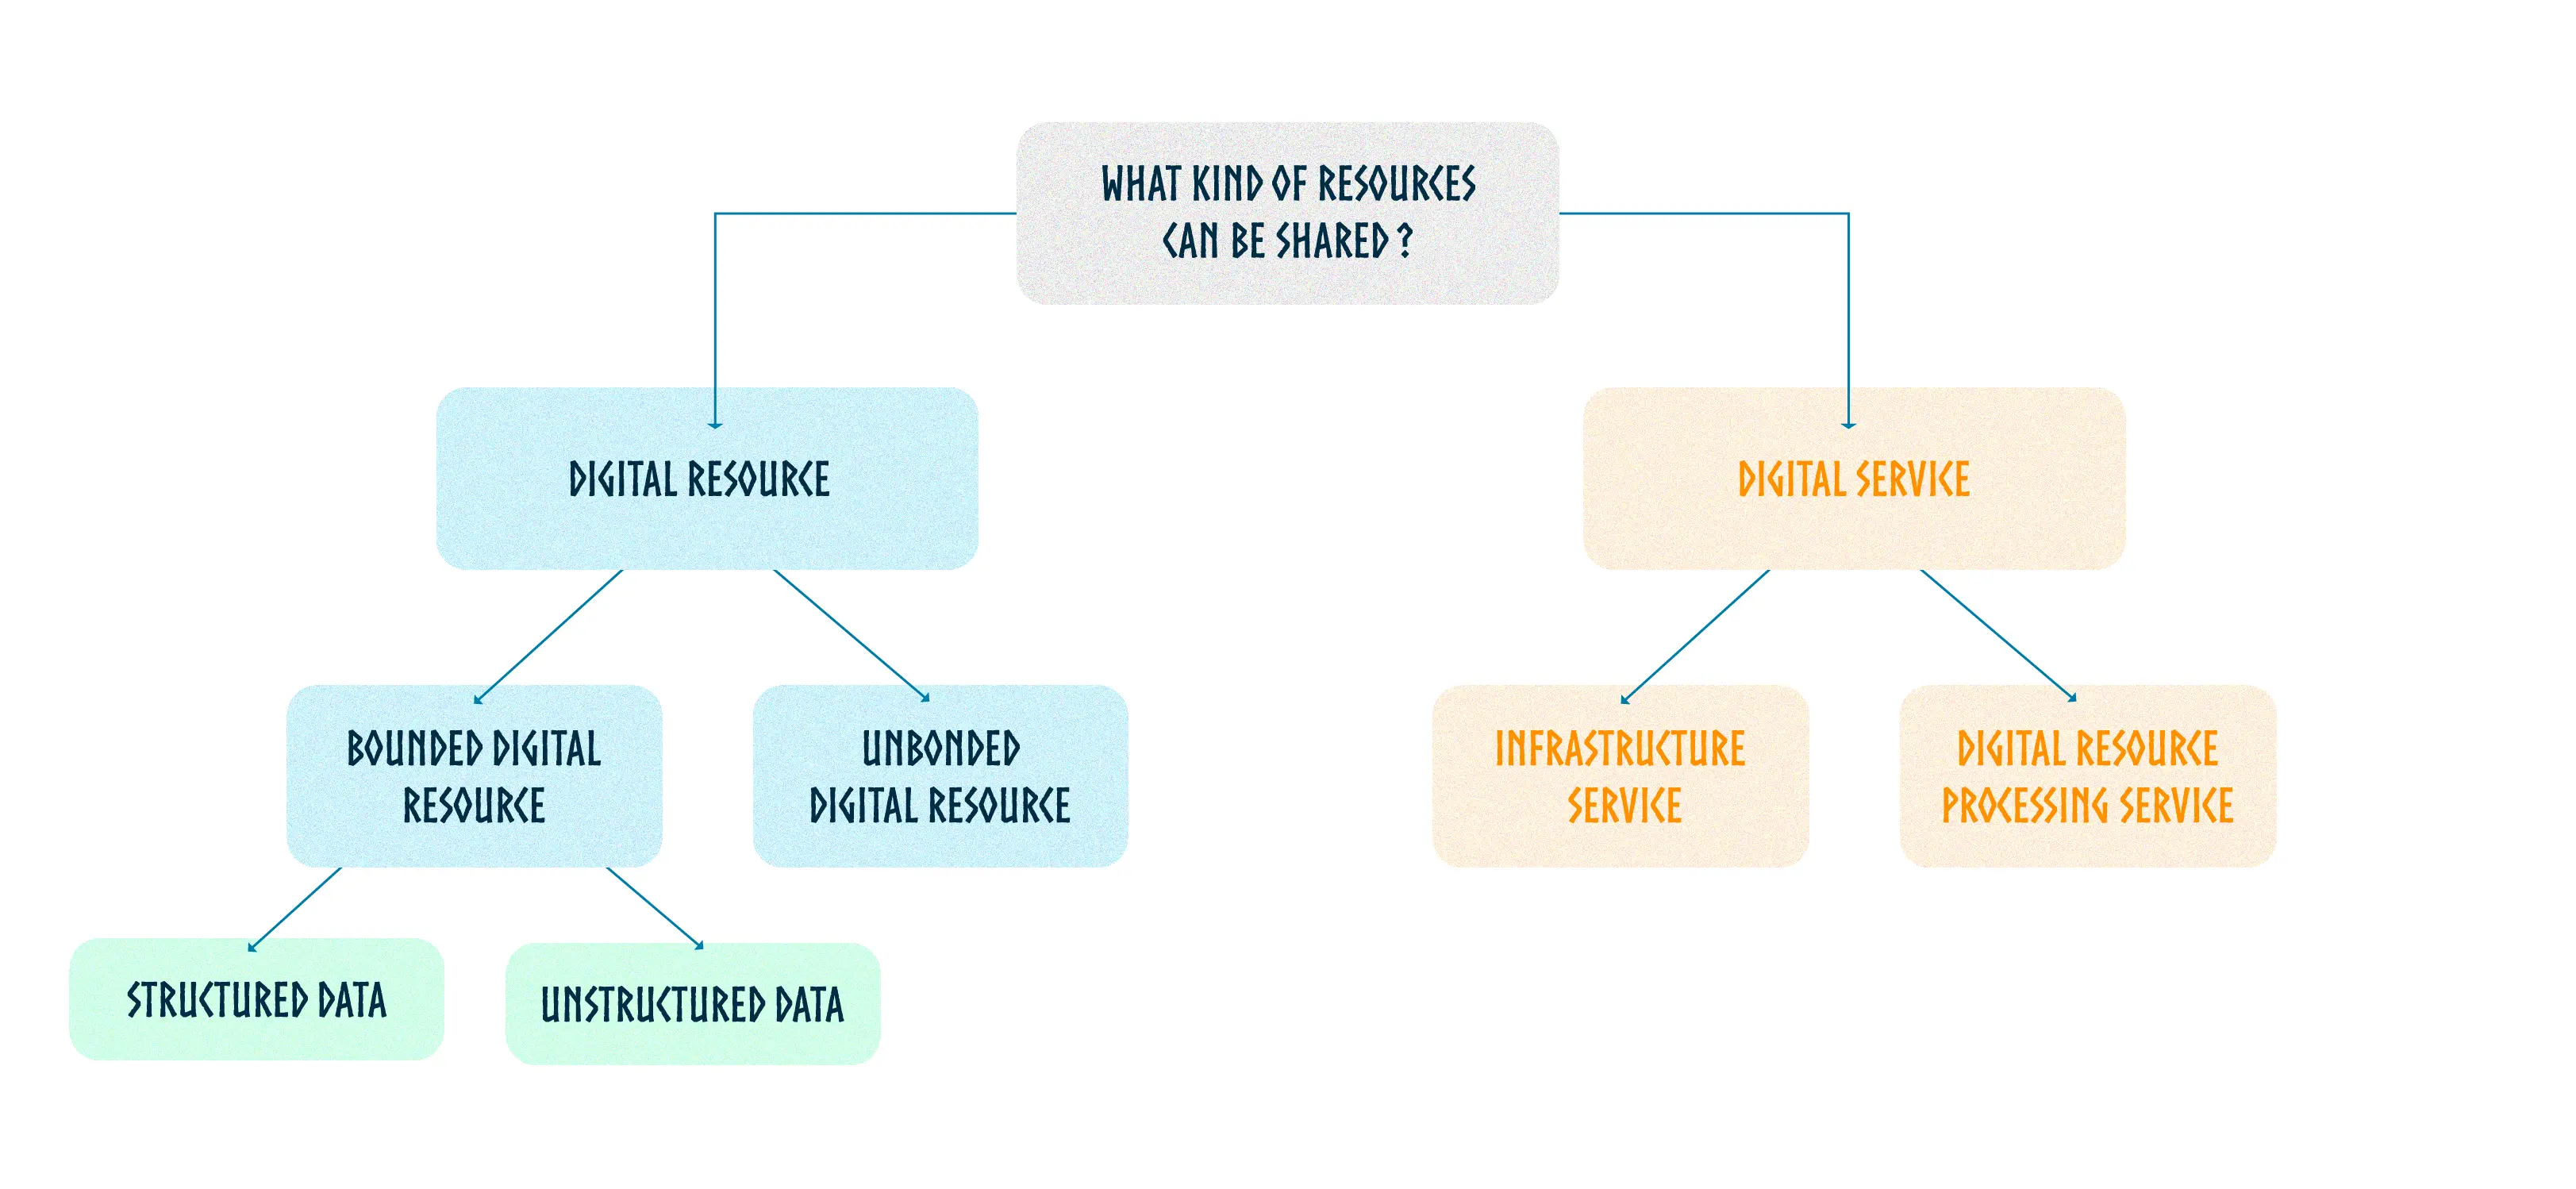 WHAT KIND OF RESOURCES
CAN BE SHARED ?
DIGITAL RESOURCE
DIGITAL SERVICE
BOUNDED DIGITAL
RESOURCE
UNBONDED
DIGITAL RESOURCE
INFRASTRUCTURE
SERVICE
DIGITAL RESOURCE
PROCESSING SERVICE
STRUCTURED DATA
UNSTRUCTURED DATA